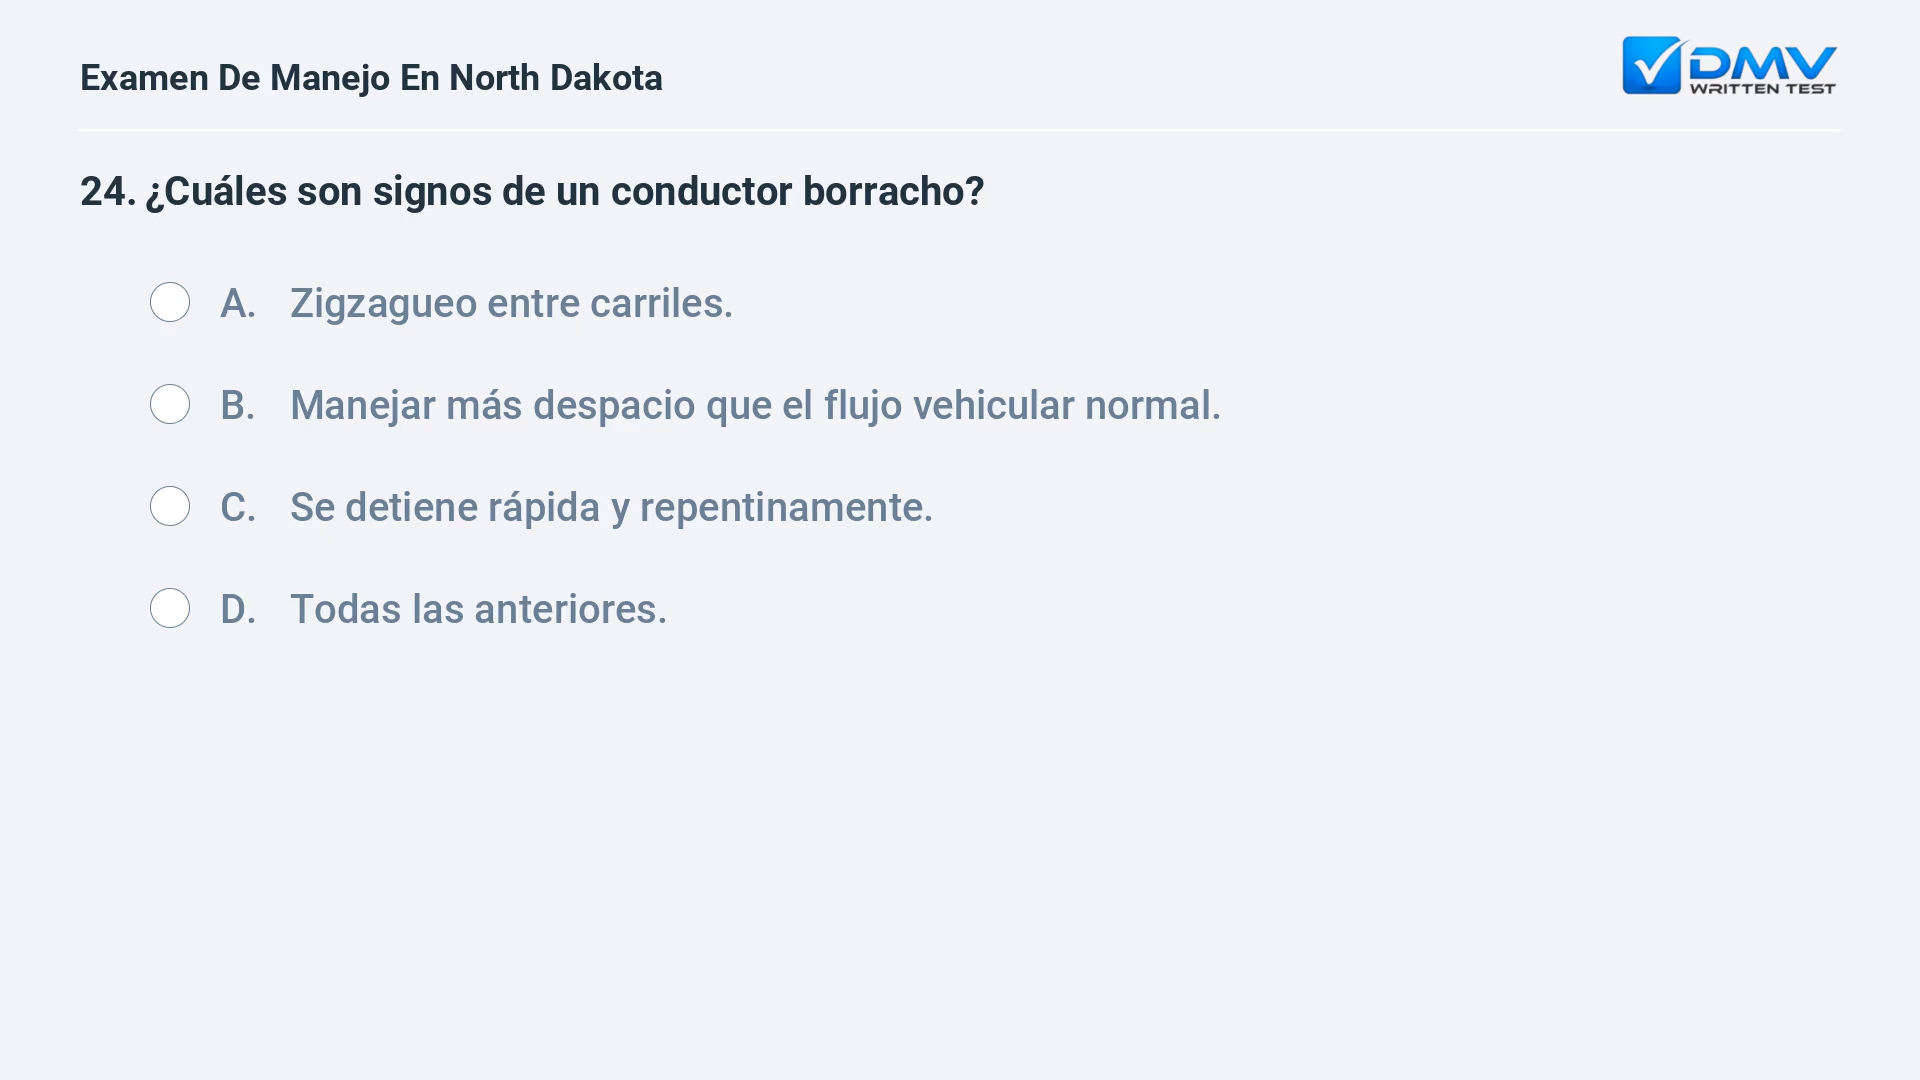 Examen De Manejo En North Dakota
DMV
WRITTEN TEST
24. ¿Cuáles son signos de un conductor borracho?
A. Zigzagueo entre carriles.
B. Manejar más despacio que el flujo vehicular normal.
C. Se detiene rápida y repentinamente.
D. Todas las anteriores.